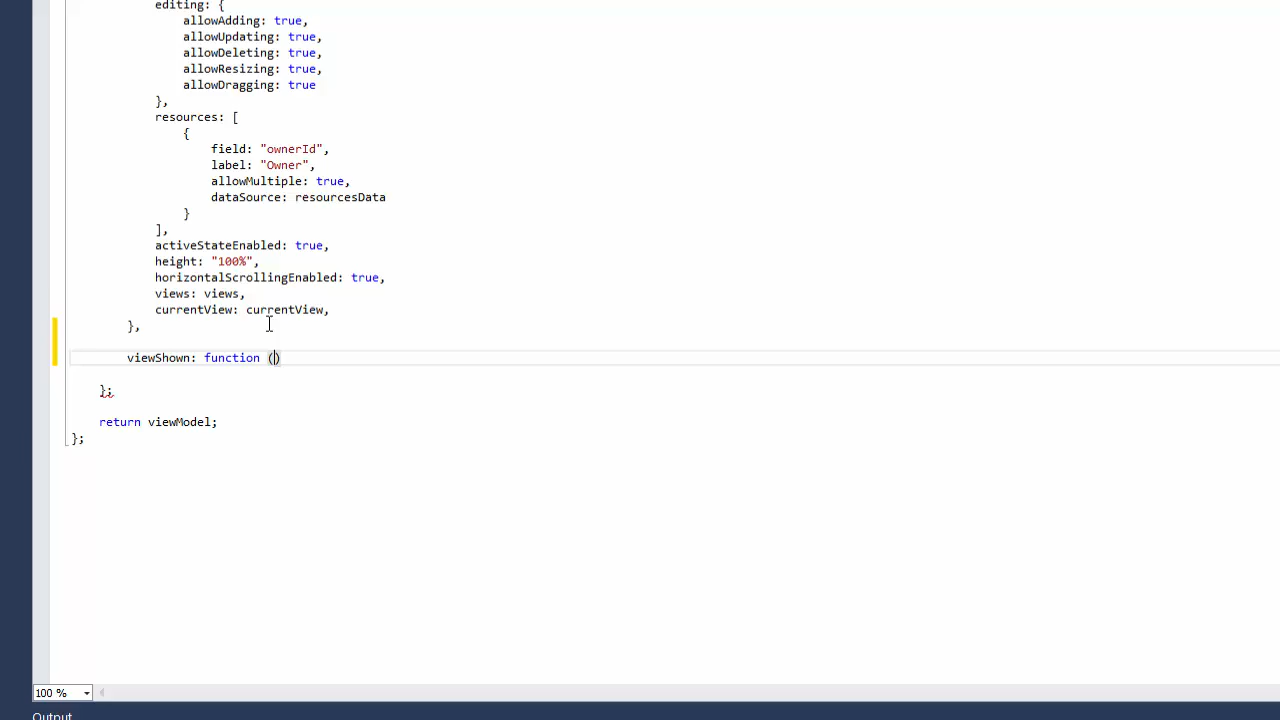 editing: {
allowAdding: true,
allowUpdating: true,
allowDeleting: true,
allowResizing: true,
allowDragging: true
},
resources: [
{
field: "ownerId",
label: "Owner",
allowMultiple: true,
dataSource: resourcesData
}
],
activeStateEnabled: true,
height: "100%",
horizontalScrollingEnabled: true,
views: views,
currentView: currentView,
},
viewShown: function ()
};
return viewModel;
};
100 %
Output